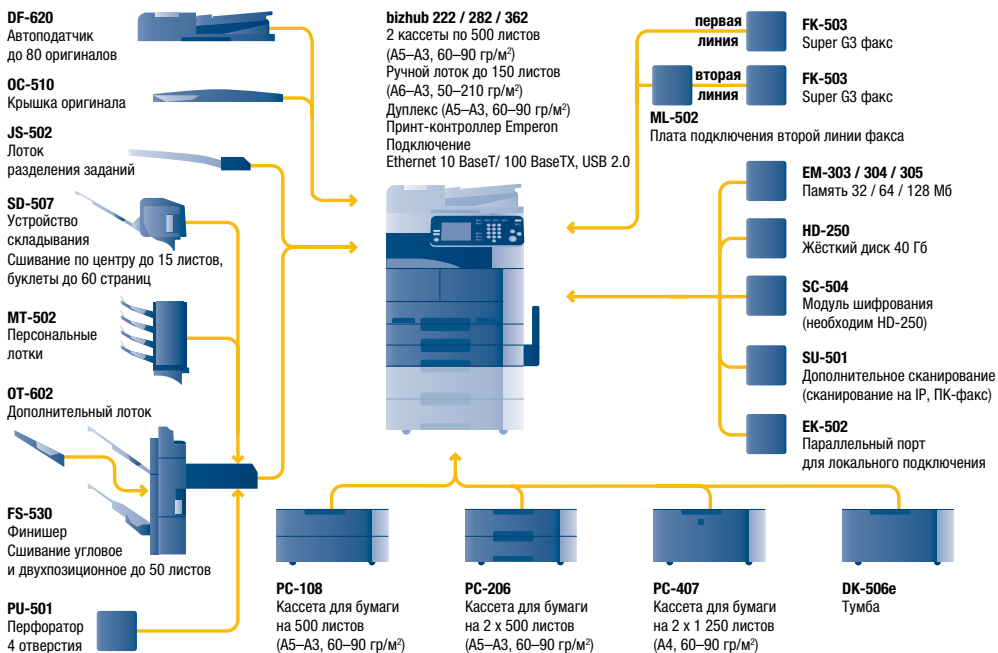 DF-620
Автоподатчик
до 80 оригиналов
OC-510
Крышка оригинала
JS-502
Лоток
разделения заданий
SD-507
Устройство
складывания
Сшивание по центру до 15 листов,
буклеты до 60 страниц
MT-502
Персональные
лотки
OT-602
Дополнительный лоток
FS-530
Финишер
Сшивание угловое
и двухпозиционное до 50 листов
PU-501
Перфоратор
4 отверстия
bizhub 222 / 282 / 362
2 кассеты по 500 листов
(А5–А3, 60–90 гр/м²)
Ручной лоток до 150 листов
(А6–А3, 50–210 гр/м²)
Дуплекс (А5–А3, 60–90 гр/м²)
Принт-контроллер Emperon
Подключение
Ethernet 10 BaseT/ 100 BaseTX, USB 2.0
первая
линия
FK-503
Super G3 факс
вторая
линия
FK-503
Super G3 факс
ML-502
Плата подключения второй линии факса
EM-303 / 304 / 305
Память 32 / 64 / 128 Мб
HD-250
Жёсткий диск 40 Гб
SC-504
Модуль шифрования
(необходим HD-250)
SU-501
Дополнительное сканирование
(сканирование на IP, ПК-факс)
EK-502
Параллельный порт
для локального подключения
PC-108
Кассета для бумаги
на 500 листов
(А5–А3, 60–90 гр/м²)
PC-206
Кассета для бумаги
на 2 x 500 листов
(А5–А3, 60–90 гр/м²)
PC-407
Кассета для бумаги
на 2 x 1 250 листов
(А4, 60–90 гр/м²)
DK-506e
Тумба